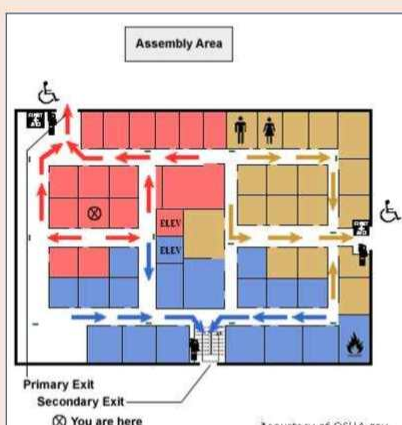 Assembly Area
ELEV
ELEV
Primary Exit
Secondary Exit
You are here